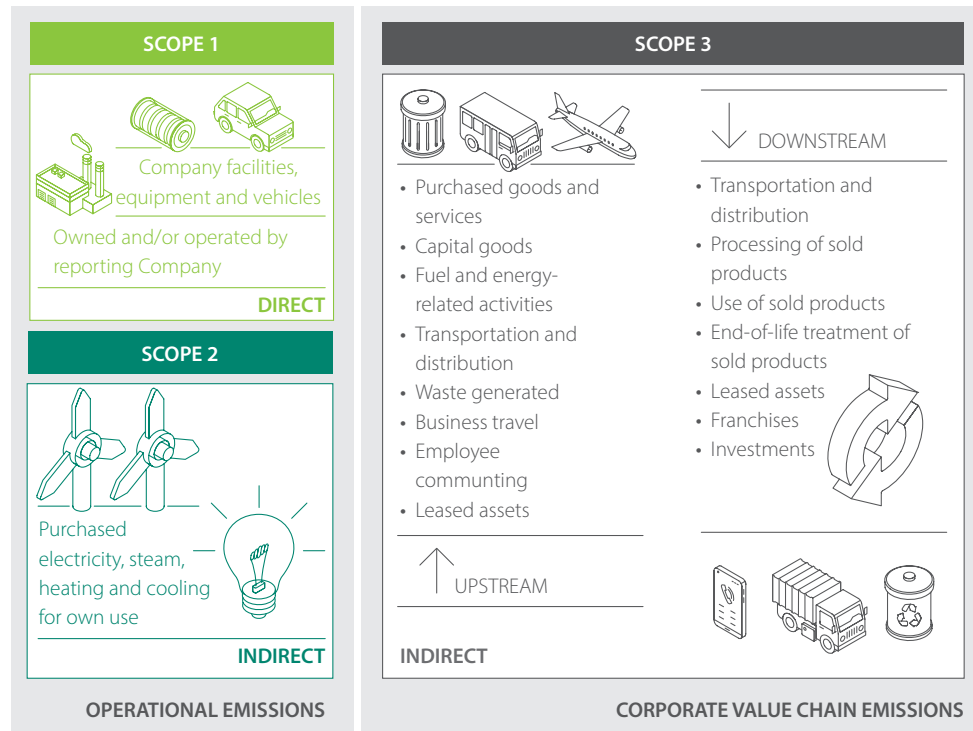 SCOPE 1
Company facilities,
equipment and vehicles
Owned and/or operated by
reporting Company
DIRECT
SCOPE 2
Purchased
electricity, steam,
heating and cooling
for own use
INDIRECT
OPERATIONAL EMISSIONS
SCOPE 3
• Purchased goods and
services
• Capital goods
• Fuel and energy-
related activities
• Transportation and
distribution
• Waste generated
• Business travel
• Employee
communting
• Leased assets
UPSTREAM
INDIRECT
DOWNSTREAM
• Transportation and
distribution
• Processing of sold
products
• Use of sold products
• End-of-life treatment of
sold products
• Leased assets
• Franchises
• Investments
CORPORATE VALUE CHAIN EMISSIONS